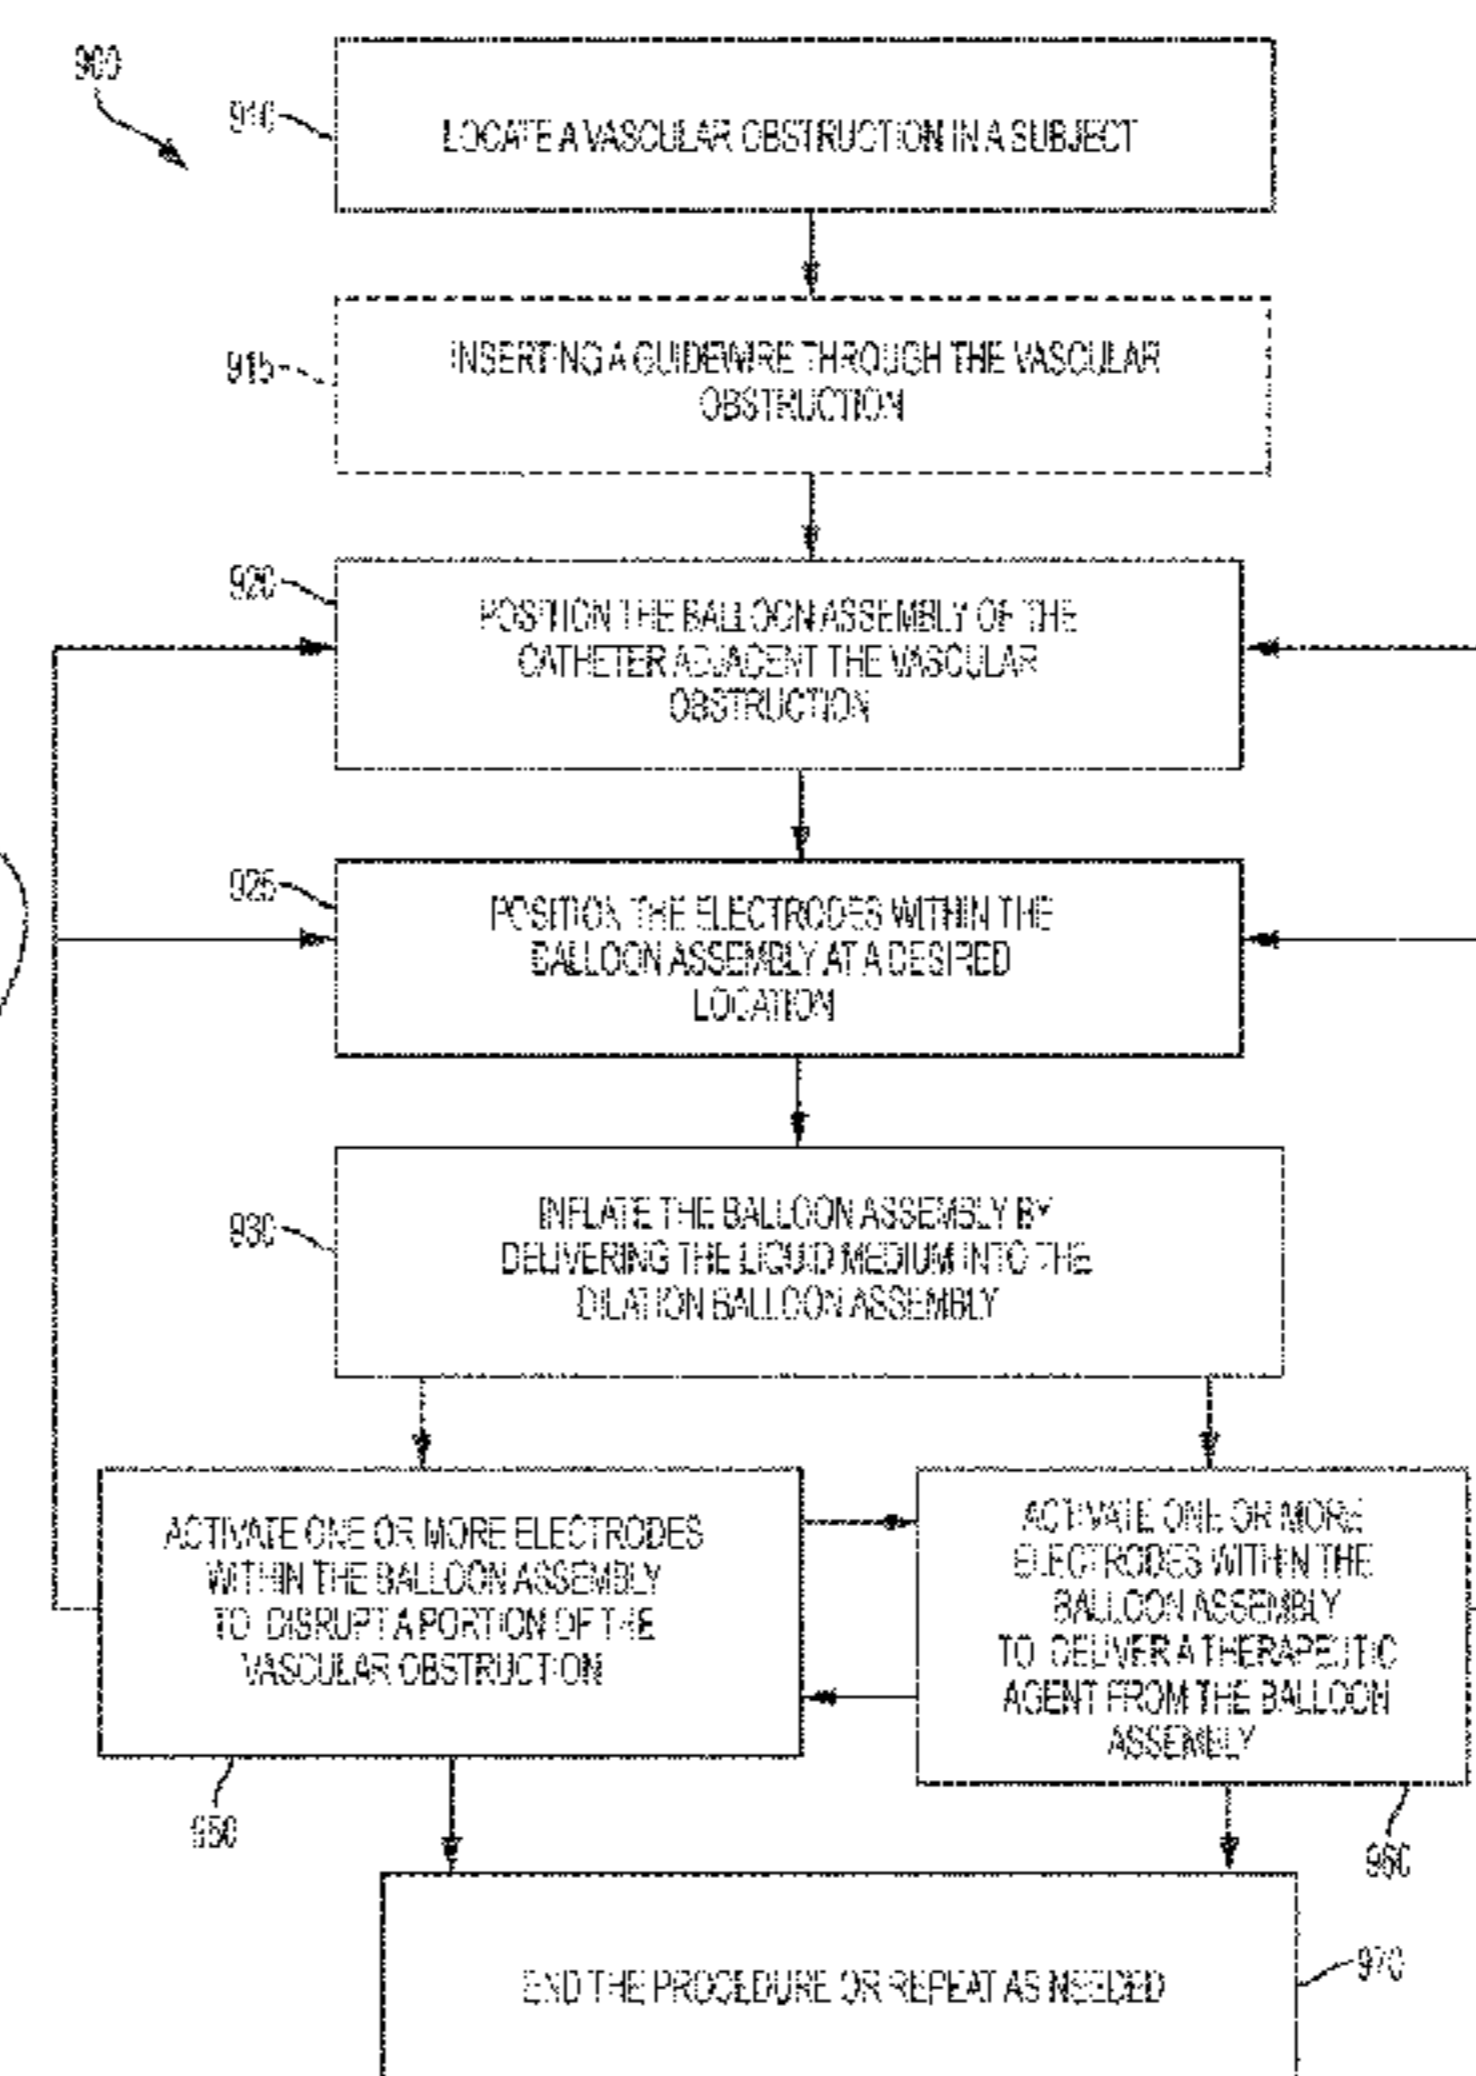 900
910
LOCATE A VASCULAR OBSTRUCTION IN A SUBJECT
915
INSERTING A GUIDEWIRE THROUGH THE VASCULAR
OBSTRUCTION
920
POSITION THE BALLOON ASSEMBLY OF THE
CATHETER ADJACENT THE VASCULAR
OBSTRUCTION
925
POSITION THE ELECTRODES WITHIN THE
BALLOON ASSEMBLY AT A DESIRED
LOCATION
930
INFLATE THE BALLOON ASSEMBLY BY
DELIVERING THE LIQUID MEDIUM INTO THE
DILATION BALLOON ASSEMBLY
ACTIVATE ONE OR MORE ELECTRODES
WITHIN THE BALLOON ASSEMBLY
TO DISRUPT A PORTION OF THE
VASCULAR OBSTRUCTION
950
ACTIVATE ONE OR MORE
ELECTRODES WITHIN THE
BALLOON ASSEMBLY
TO DELIVER A THERAPEUTIC
AGENT FROM THE BALLOON
ASSEMBLY
960
END THE PROCEDURE OR REPEAT AS NEEDED
970